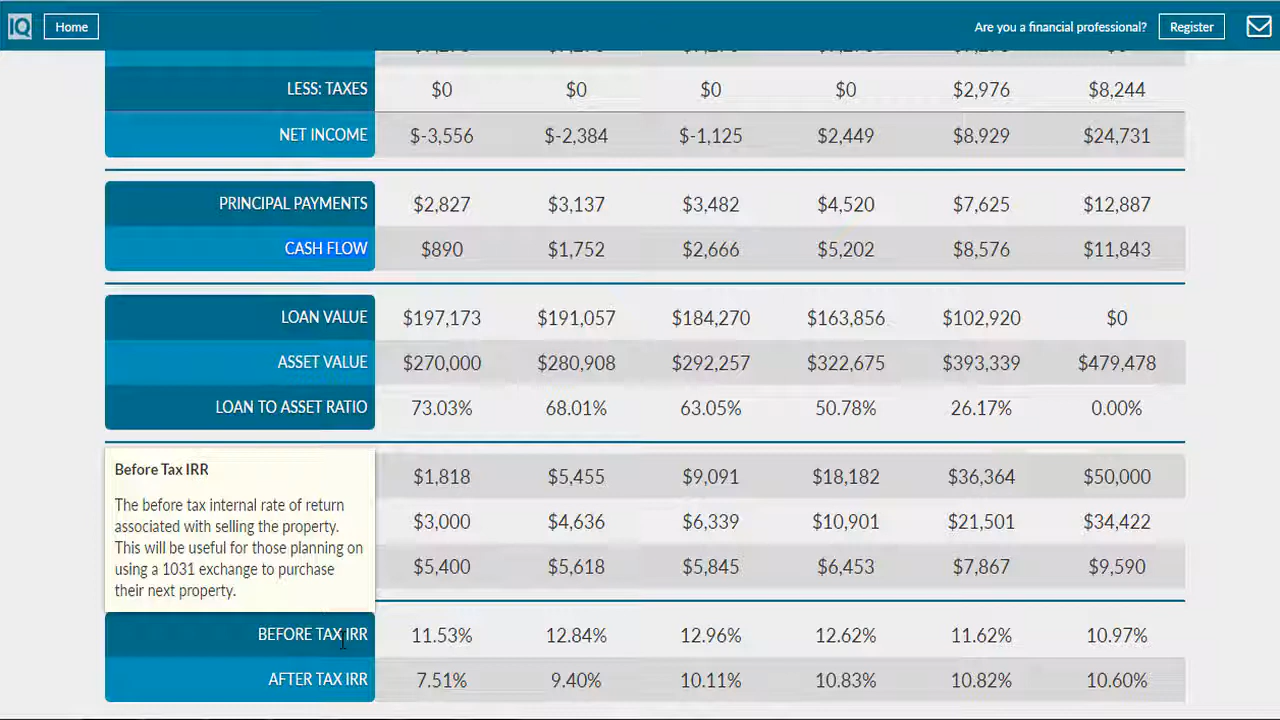 IQ Home Are you a financial professional? Register
LESS: TAXES $0 $0 $0 $0 $2,976 $8,244
NET INCOME $-3,556 $-2,384 $-1,125 $2,449 $8,929 $24,731
PRINCIPAL PAYMENTS $2,827 $3,137 $3,482 $4,520 $7,625 $12,887
CASH FLOW $890 $1,752 $2,666 $5,202 $8,576 $11,843
LOAN VALUE $197,173 $191,057 $184,270 $163,856 $102,920 $0
ASSET VALUE $270,000 $280,908 $292,257 $322,675 $393,339 $479,478
LOAN TO ASSET RATIO 73.03% 68.01% 63.05% 50.78% 26.17% 0.00%
Before Tax IRR
The before tax internal rate of return
associated with selling the property.
This will be useful for those planning on
using a 1031 exchange to purchase
their next property.
$1,818 $5,455 $9,091 $18,182 $36,364 $50,000
$3,000 $4,636 $6,339 $10,901 $21,501 $34,422
$5,400 $5,618 $5,845 $6,453 $7,867 $9,590
BEFORE TAX IRR 11.53% 12.84% 12.96% 12.62% 11.62% 10.97%
AFTER TAX IRR 7.51% 9.40% 10.11% 10.83% 10.82% 10.60%